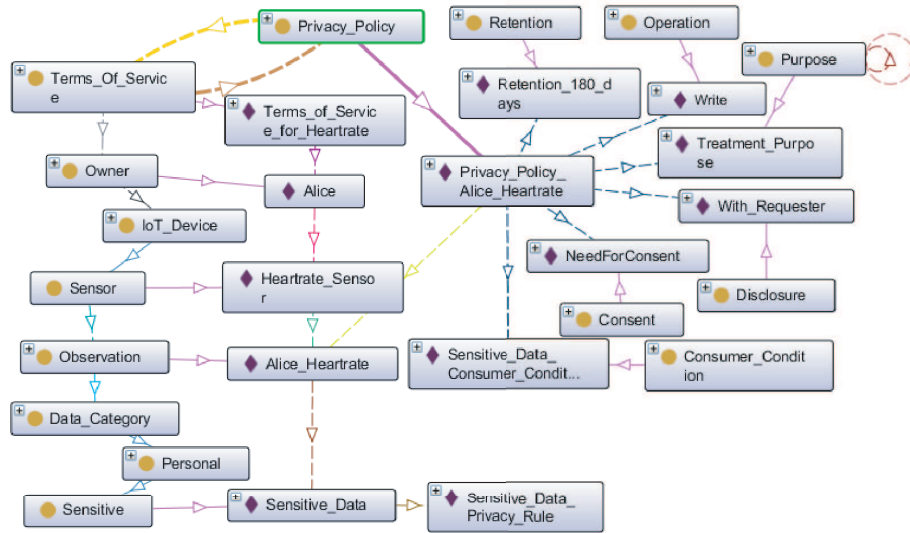 Privacy_Policy
Retention
Operation
Purpose
Terms_Of_Servic
e
Retention_180_d
ays
Write
Terms_of_Servic
e_for_Heartrate
Treatment_Purpo
se
Owner
Alice
Privacy_Policy_
Alice_Heartrate
With_Requester
IoT_Device
NeedForConsent
Sensor
Heartrate_Senso
r
Disclosure
Consent
Observation
Alice_Heartrate
Sensitive_Data_
Consumer_Condit...
Consumer_Condit
ion
Data_Category
Personal
Sensitive
Sensitive_Data
Sensitive_Data_
Privacy_Rule